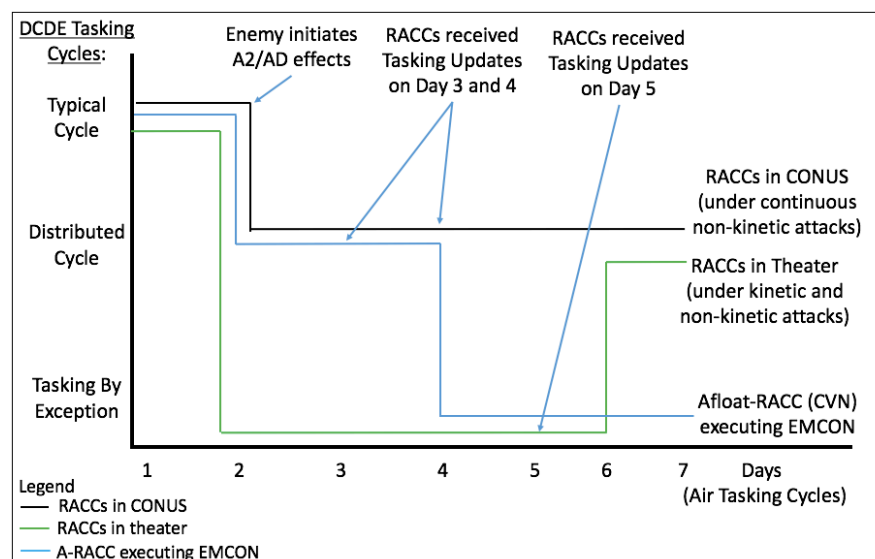 DCDE Tasking
Cycles:
Enemy initiates
A2/AD effects
RACCs received
Tasking Updates
on Day 3 and 4
RACCs received
Tasking Updates
on Day 5
Typical
Cycle
Distributed
Cycle
Tasking By
Exception
RACCs in CONUS
(under continuous
non-kinetic attacks)
RACCs in Theater
(under kinetic and
non-kinetic attacks)
Afloat-RACC (CVN)
executing EMCON
1 2 3 4 5 6 7 Days
(Air Tasking Cycles)
Legend
RACCs in CONUS
RACCs in theater
A-RACC executing EMCON